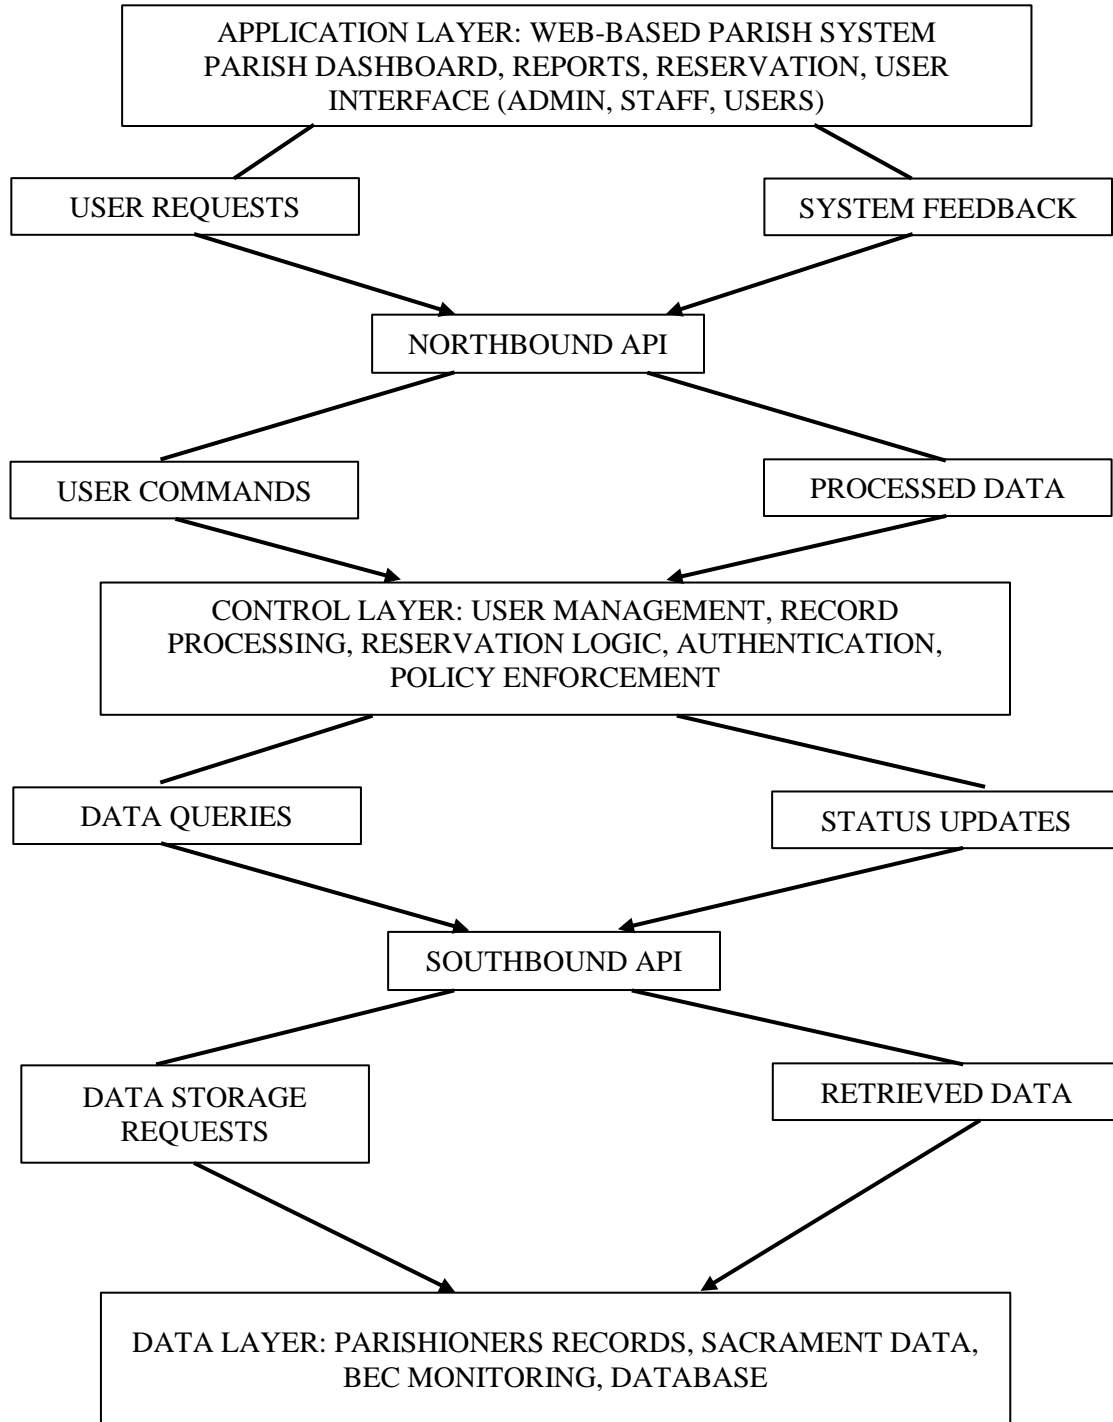 APPLICATION LAYER: WEB-BASED PARISH SYSTEM
PARISH DASHBOARD, REPORTS, RESERVATION, USER
INTERFACE (ADMIN, STAFF, USERS)
USER REQUESTS
SYSTEM FEEDBACK
NORTHBOUND API
USER COMMANDS
PROCESSED DATA
CONTROL LAYER: USER MANAGEMENT, RECORD
PROCESSING, RESERVATION LOGIC, AUTHENTICATION,
POLICY ENFORCEMENT
DATA QUERIES
STATUS UPDATES
SOUTHBOUND API
DATA STORAGE
REQUESTS
RETRIEVED DATA
DATA LAYER: PARISHIONERS RECORDS, SACRAMENT DATA,
BEC MONITORING, DATABASE